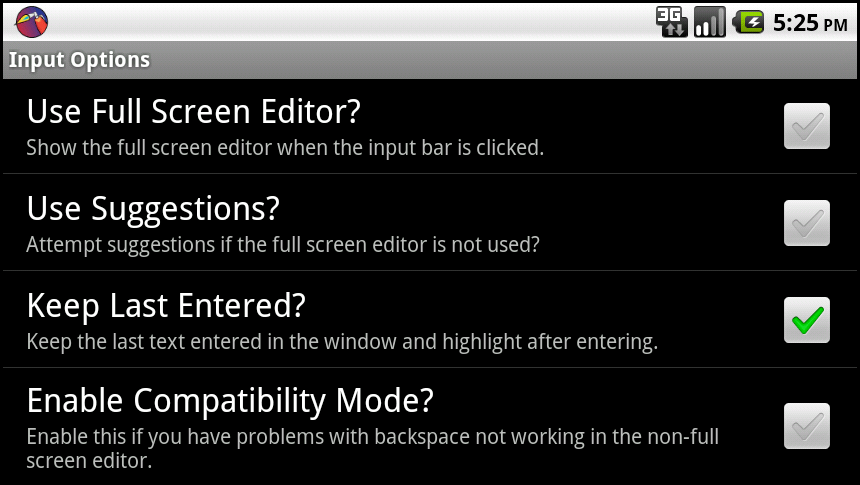 3G 5:25 PM
Input Options
Use Full Screen Editor?
Show the full screen editor when the input bar is clicked.
Use Suggestions?
Attempt suggestions if the full screen editor is not used?
Keep Last Entered?
Keep the last text entered in the window and highlight after entering.
Enable Compatibility Mode?
Enable this if you have problems with backspace not working in the non-full
screen editor.